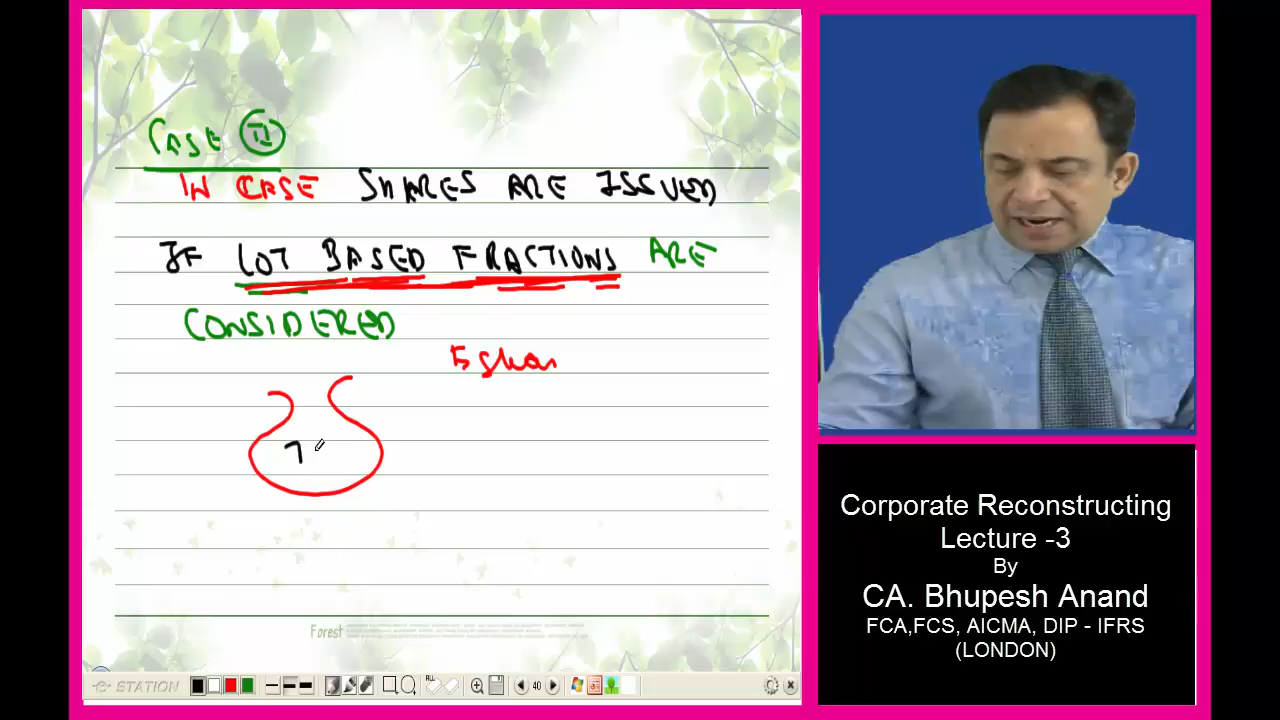 CASE II
IN CASE SHARES ARE ISSUED
IF LOT BASED FRACTIONS ARE
CONSIDERED
5 shar
7
Forest
e-STATION
40
Corporate Reconstructing
Lecture -3
By
CA. Bhupesh Anand
FCA,FCS, AICMA, DIP - IFRS
(LONDON)